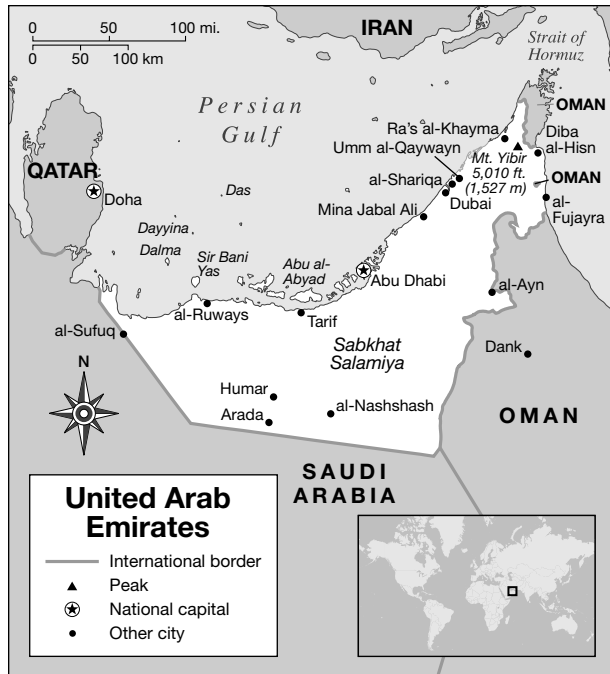 0 50 100 mi.
0 50 100 km
IRAN
Strait of
Hormuz
Persian
Gulf
OMAN
Ra's al-Khayma
Diba
al-Hisn
Umm al-Qaywayn
Mt. Yibir
5,010 ft.
(1,527 m)
QATAR
al-Shariqa
OMAN
Doha
Das
Dubai
al-
Fujayra
Mina Jabal Ali
Dayyina
Dalma
Sir Bani
Yas
Abu al-
Abyad
Abu Dhabi
al-Ayn
al-Ruways
Tarif
al-Sufuq
Sabkhat
Salamiya
Dank
N
Humar
Arada
al-Nashshash
OMAN
SAUDI
ARABIA
United Arab
Emirates
International border
Peak
National capital
Other city